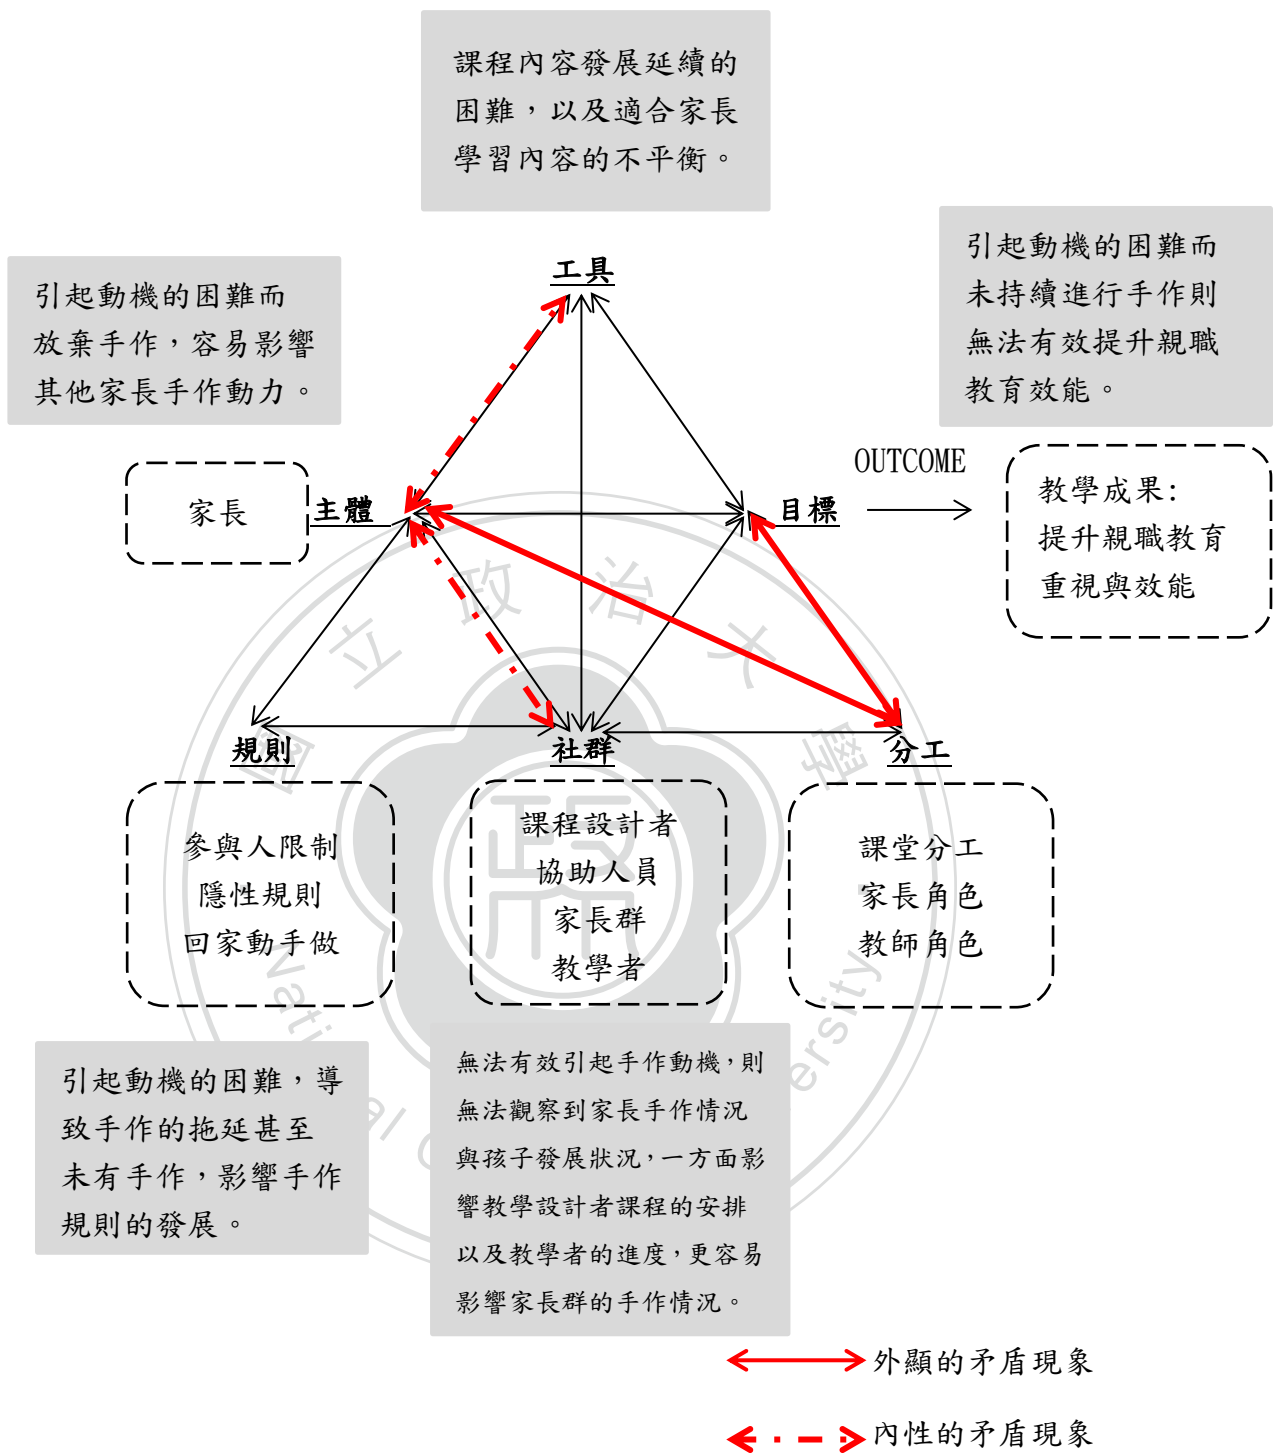 課程內容發展延續的
困難，以及適合家長
學習內容的不平衡。
引起動機的困難而
未持續進行手作則
無法有效提升親職
教育效能。
引起動機的困難而
放棄手作，容易影響
其他家長手作動力。
工具
OUTCOME
家長
主體
目標
教學成果:
提升親職教育
重視與效能
國立政治大學
規則
社群
分工
參與人限制
隱性規則
回家動手做
課程設計者
協助人員
家長群
教學者
課堂分工
家長角色
教師角色
引起動機的困難，導
致手作的拖延甚至
未有手作，影響手作
規則的發展。
無法有效引起手作動機，則
無法觀察到家長手作情況
與孩子發展狀況，一方面影
響教學設計者課程的安排
以及教學者的進度，更容易
影響家長群的手作情況。
外顯的矛盾現象
內性的矛盾現象